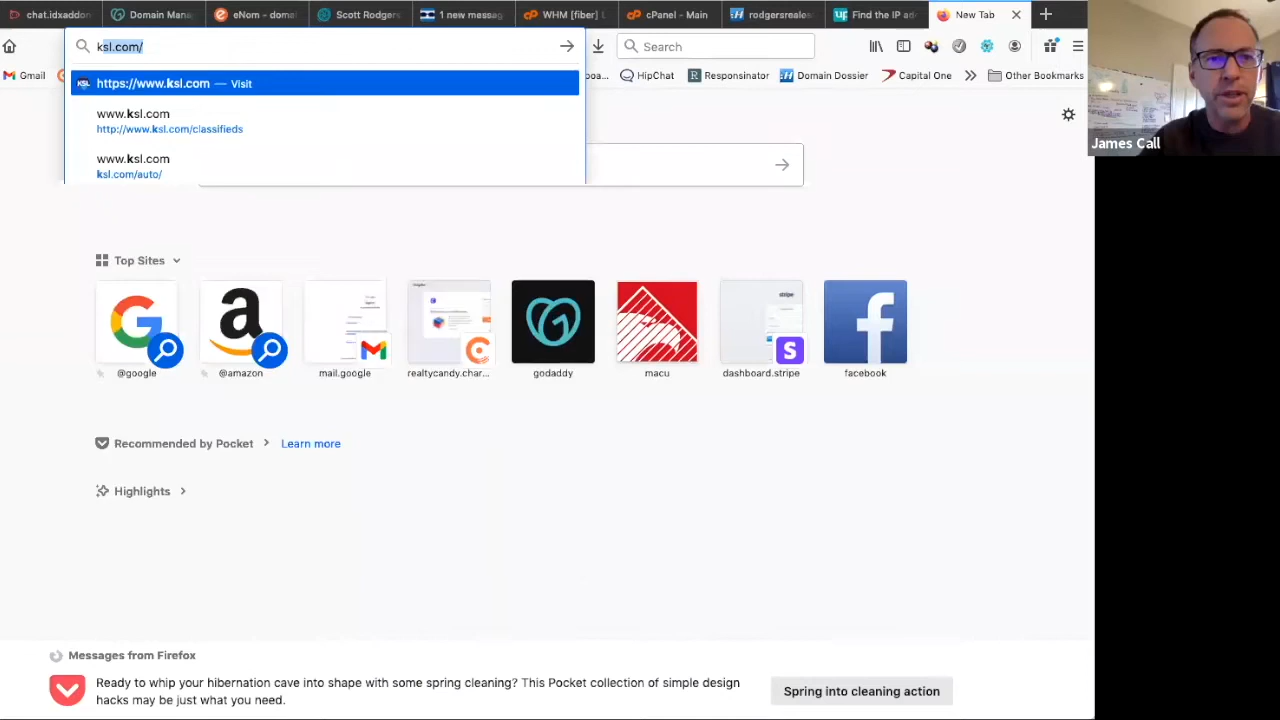 chat.idxaddon
Domain Mana
eNom - domai
Scott Rodgers
1 new messag
WHM [fiber] L
cPanel - Main
rodgersreales
Find the IP ad
New Tab
ksl.com/
Search
Gmail
HipChat
Responsinator
Domain Dossier
Capital One
Other Bookmarks
https://www.ksl.com — Visit
www.ksl.com
http://www.ksl.com/classifieds
www.ksl.com
ksl.com/auto/
James Call
Top Sites
stripe
@google
@amazon
mail.google
realtycandy.char...
godaddy
macu
dashboard.stripe
facebook
Recommended by Pocket
Learn more
Highlights
Messages from Firefox
Ready to whip your hibernation cave into shape with some spring cleaning? This Pocket collection of simple design
hacks may be just what you need.
Spring into cleaning action